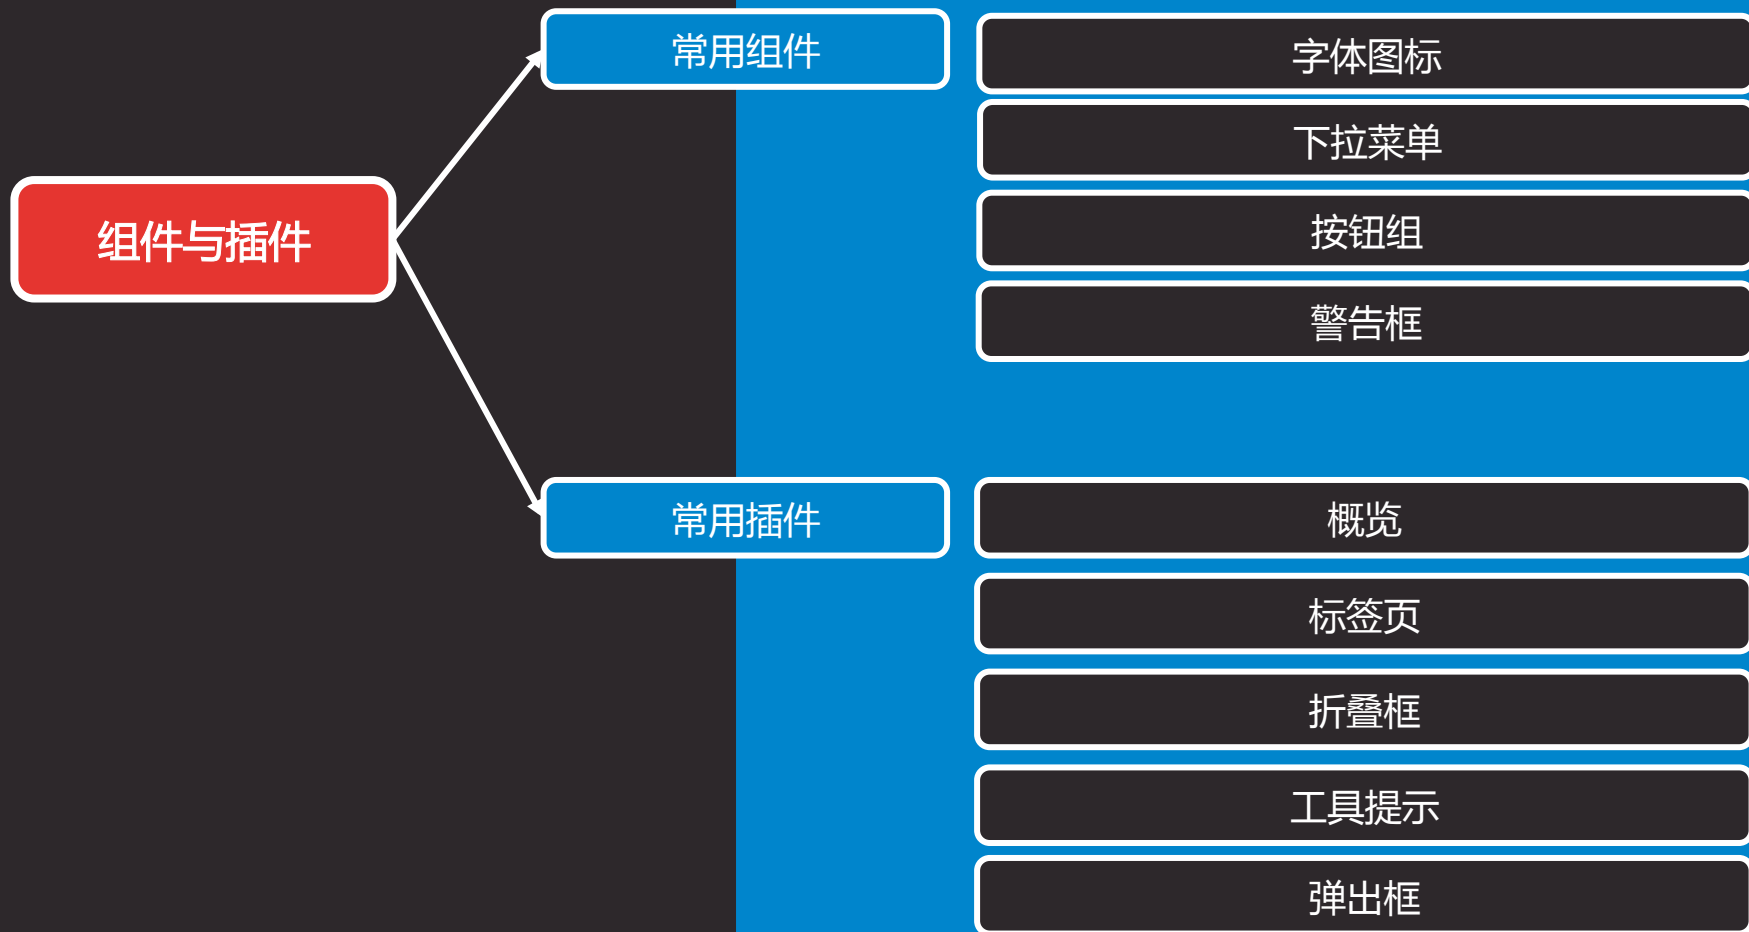 组件与插件
常用组件
字体图标
下拉菜单
按钮组
警告框
常用插件
概览
标签页
折叠框
工具提示
弹出框